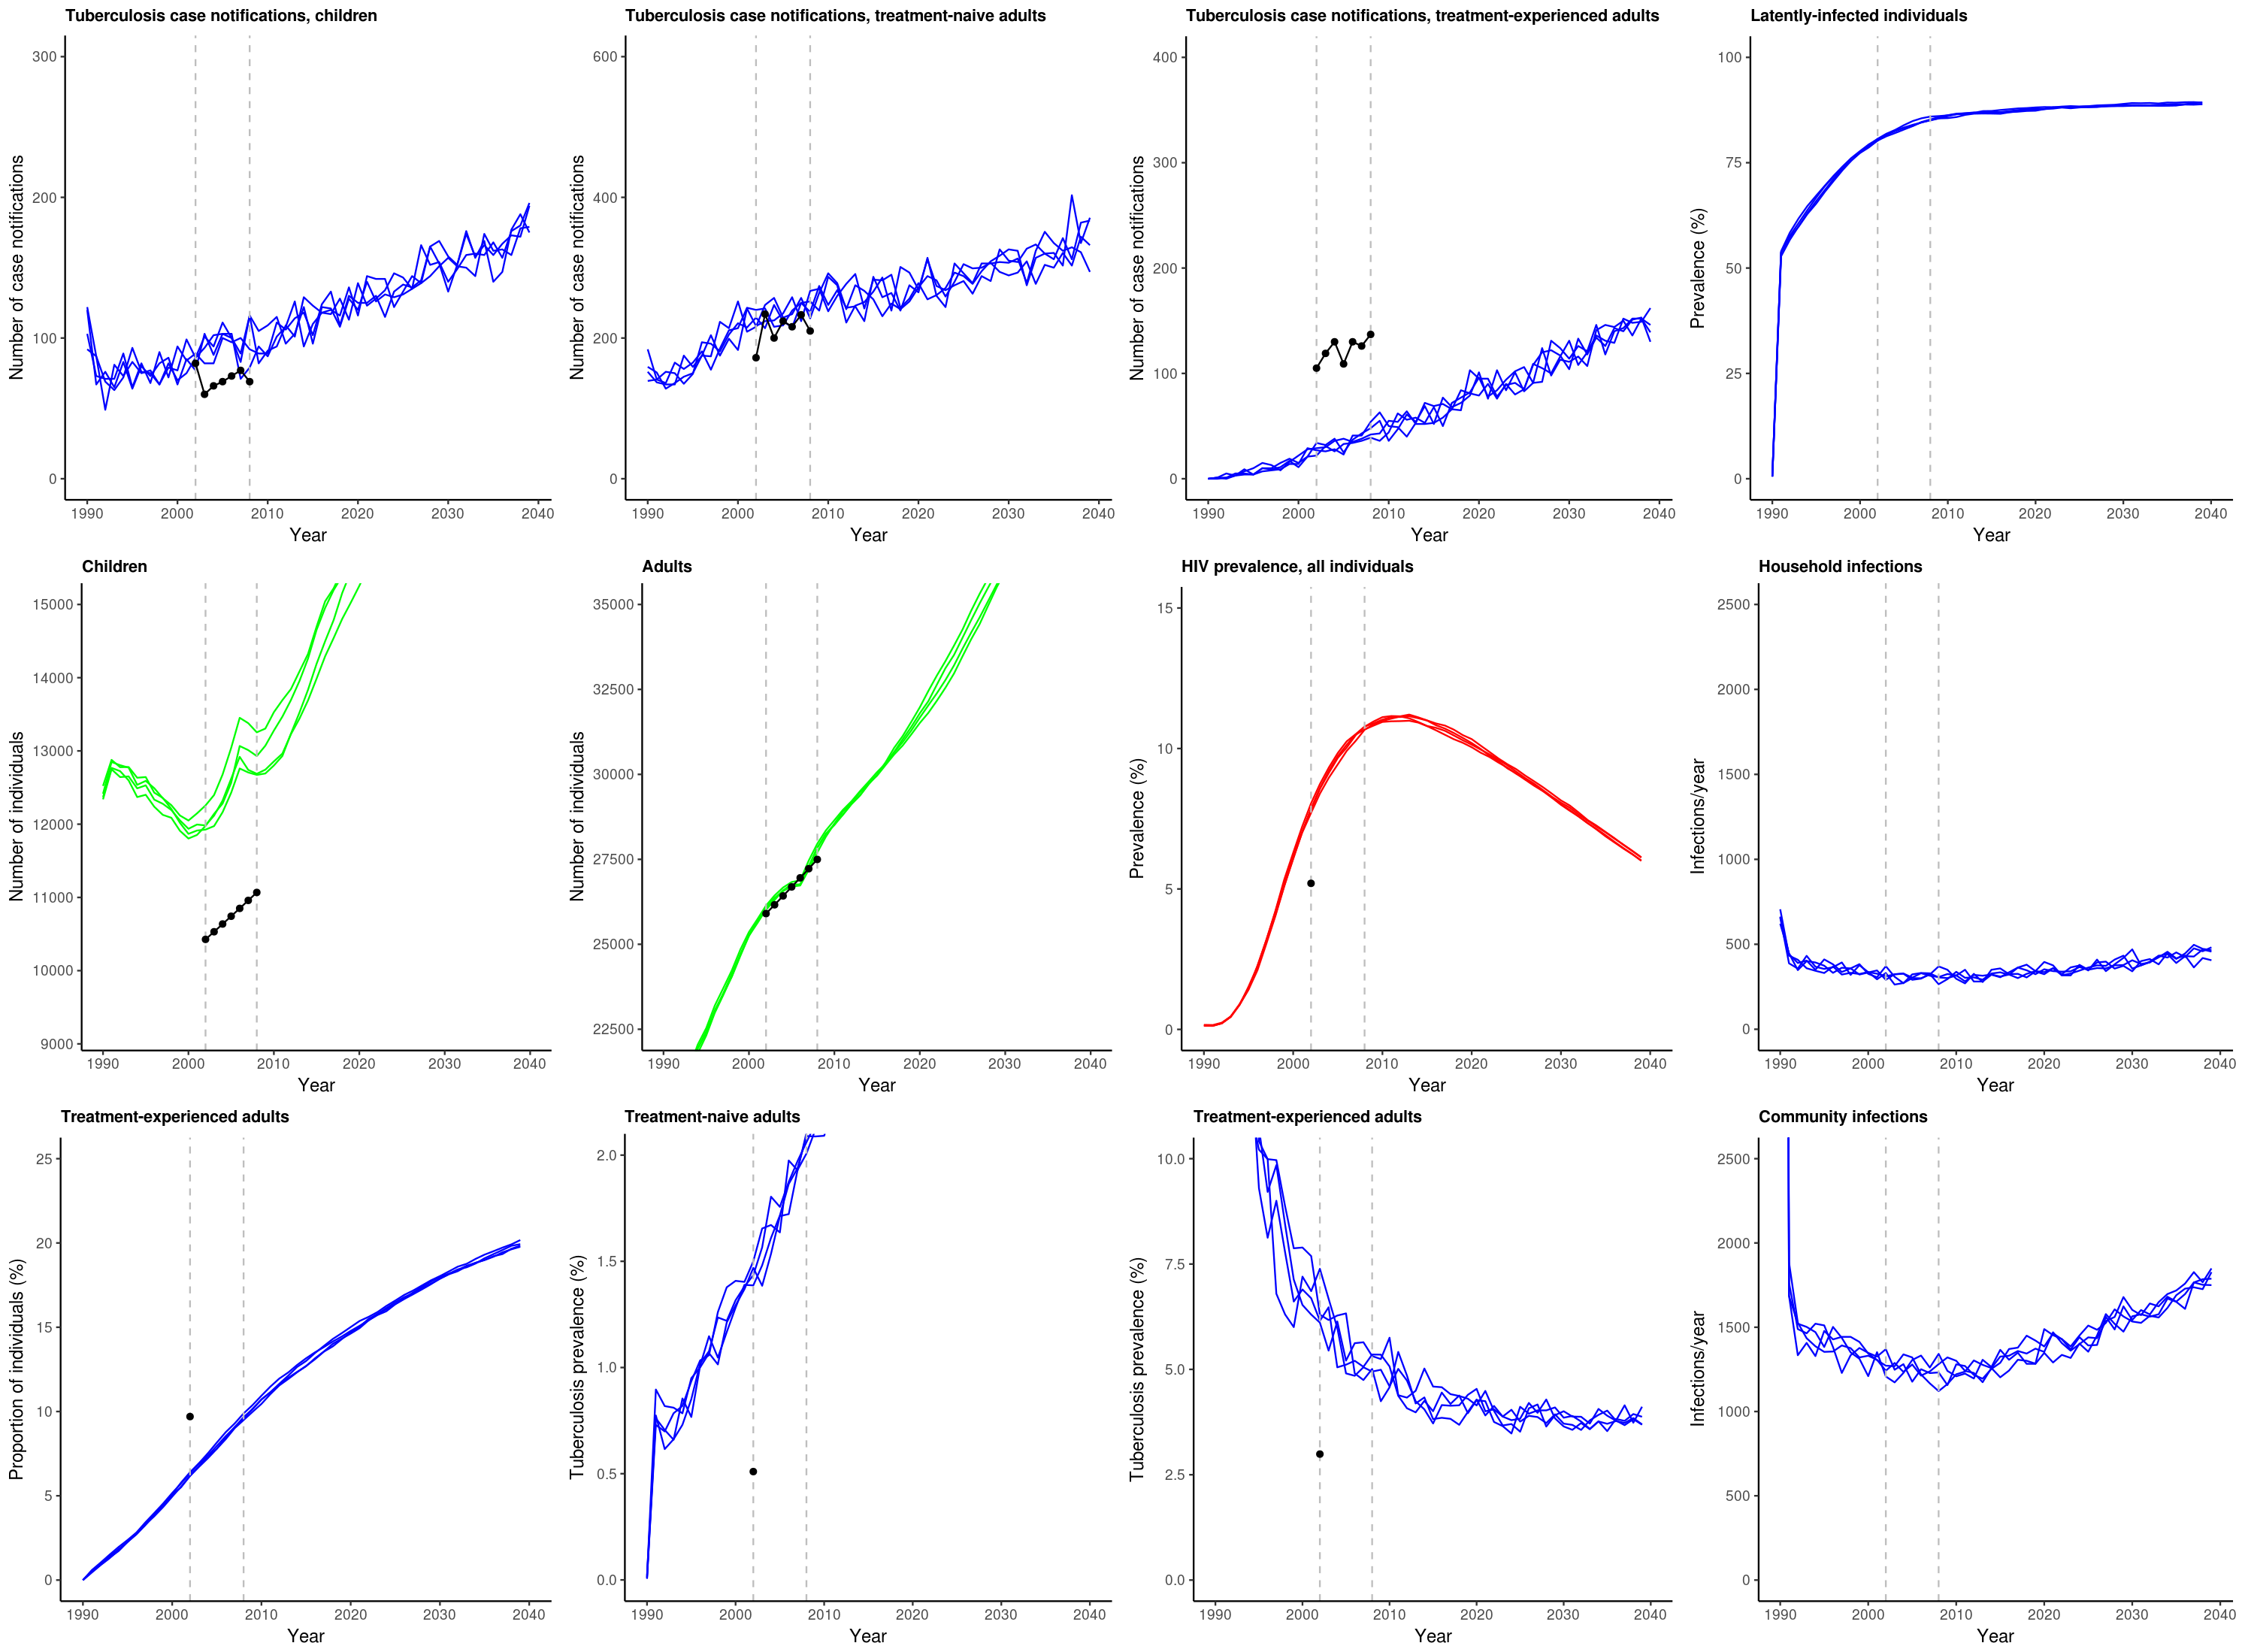 Tuberculosis case notifications, children
300
200
100
0
1990 2000 2010 2020 2030 2040
Year
Number of case notifications
Tuberculosis case notifications, treatment-naive adults
600
400
200
0
1990 2000 2010 2020 2030 2040
Year
Number of case notifications
Tuberculosis case notifications, treatment-experienced adults
400
300
200
100
0
1990 2000 2010 2020 2030 2040
Year
Number of case notifications
Latently-infected individuals
100
75
50
25
0
1990 2000 2010 2020 2030 2040
Year
Prevalence (%)
Children
15000
14000
13000
12000
11000
10000
9000
1990 2000 2010 2020 2030 2040
Year
Number of individuals
Adults
35000
32500
30000
27500
25000
22500
1990 2000 2010 2020 2030 2040
Year
Number of individuals
HIV prevalence, all individuals
15
10
5
0
1990 2000 2010 2020 2030 2040
Year
Prevalence (%)
Household infections
2500
2000
1500
1000
500
0
1990 2000 2010 2020 2030 2040
Year
Infections/year
Treatment-experienced adults
25
20
15
10
5
0
1990 2000 2010 2020 2030 2040
Year
Proportion of individuals (%)
Treatment-naive adults
2.0
1.5
1.0
0.5
0.0
1990 2000 2010 2020 2030 2040
Year
Tuberculosis prevalence (%)
Treatment-experienced adults
10.0
7.5
5.0
2.5
0.0
1990 2000 2010 2020 2030 2040
Year
Tuberculosis prevalence (%)
Community infections
2500
2000
1500
1000
500
0
1990 2000 2010 2020 2030 2040
Year
Infections/year